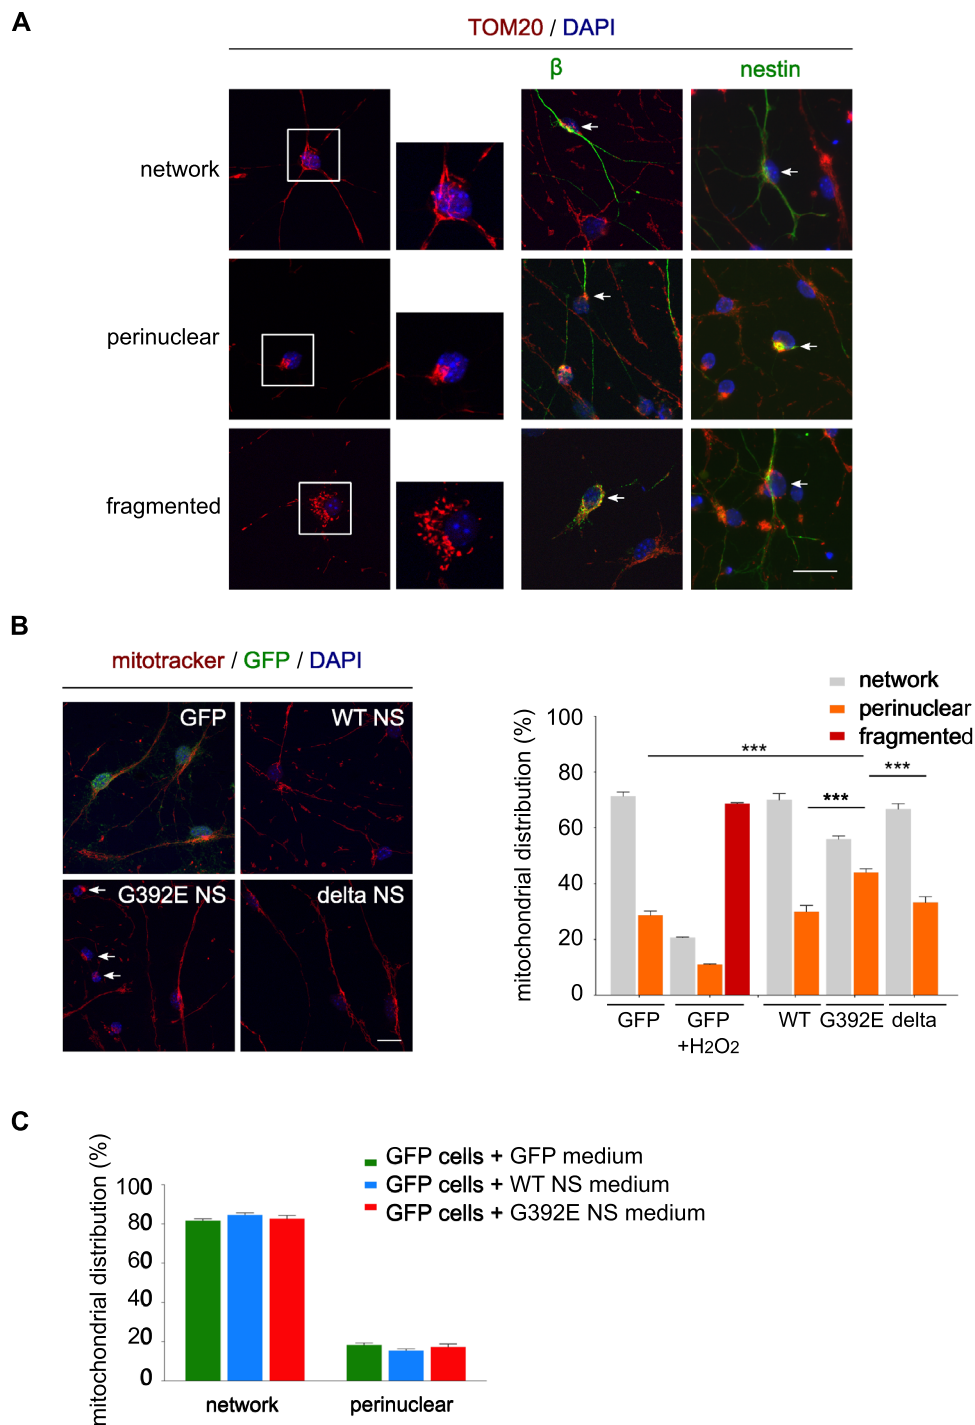 A
TOM20 / DAPI
β
nestin
network
perinuclear
fragmented
B
mitotracker / GFP / DAPI
GFP
WT NS
G392E NS
delta NS
network
perinuclear
fragmented
mitochondrial distribution (%)
100
80
60
40
20
0
***
***
***
GFP
GFP
+H2O2
WT
G392E
delta
C
mitochondrial distribution (%)
100
80
60
40
20
0
GFP cells + GFP medium
GFP cells + WT NS medium
GFP cells + G392E NS medium
network
perinuclear